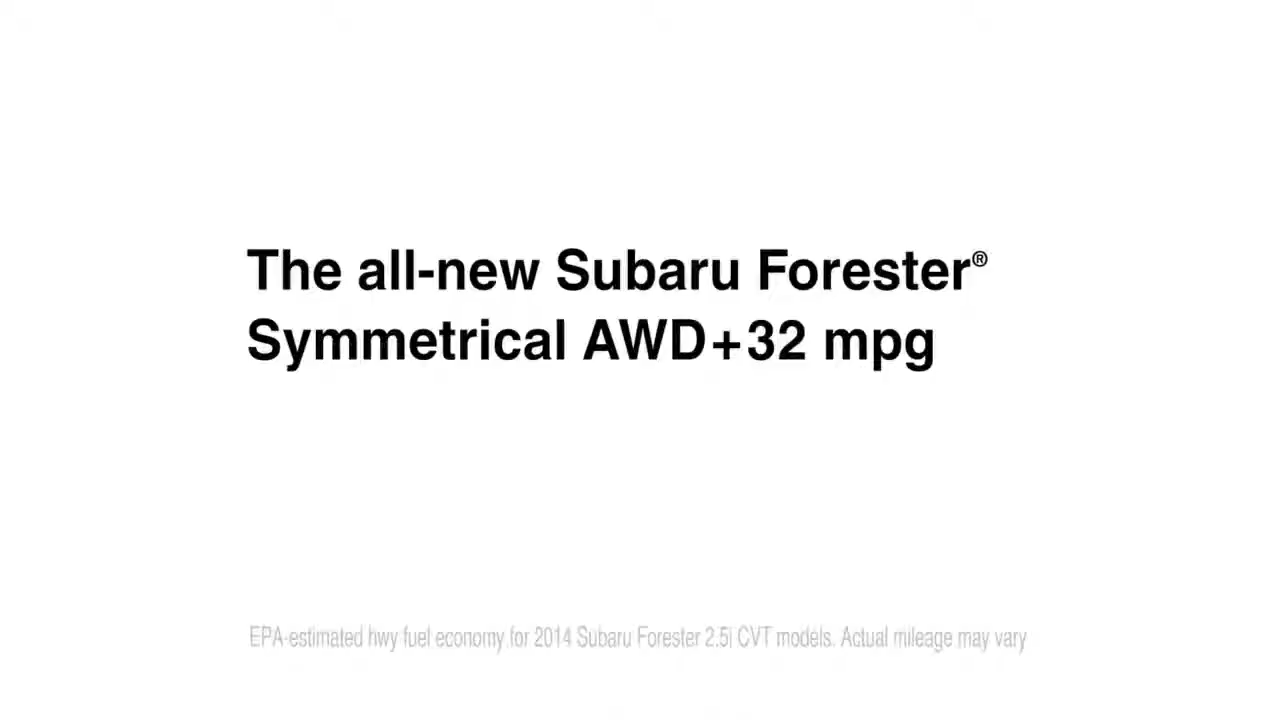 The all-new Subaru Forester®
Symmetrical AWD+32 mpg
EPA-estimated hwy fuel economy for 2014 Subaru Forester 2.5i CVT models. Actual mileage may vary